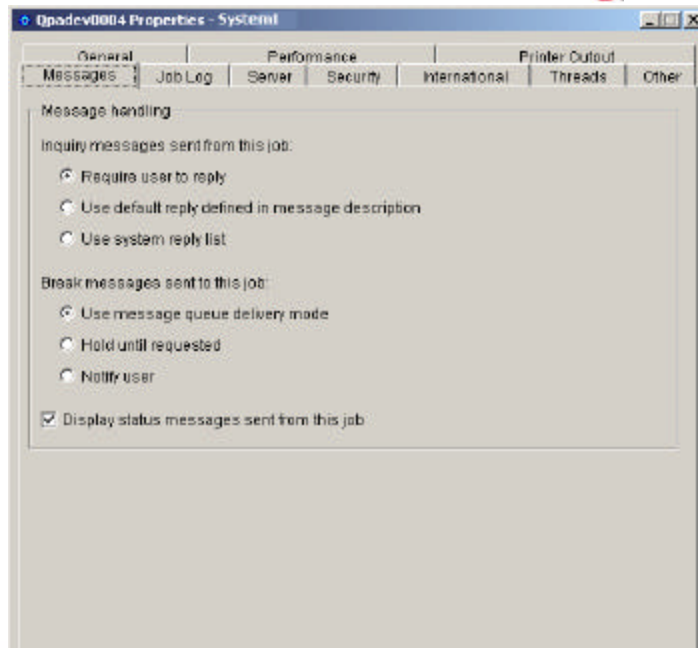 Qpadev0004 Properties - System1
General Performance Printer Output
Messages Job Log Server Security International Threads Other
Message handling
Inquiry messages sent from this job:
Require user to reply
Use default reply defined in message description
Use system reply list
Break messages sent to this job:
Use message queue delivery mode
Hold until requested
Notify user
Display status messages sent from this job